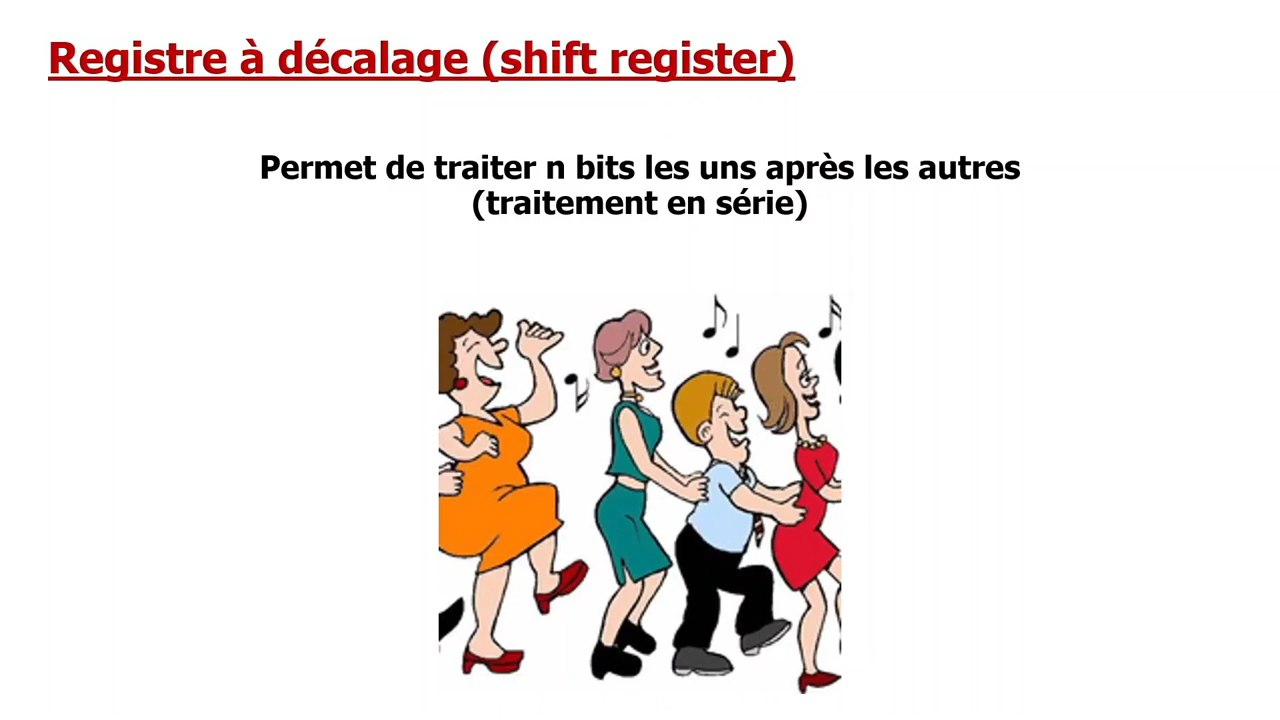 Registre à décalage (shift register)
Permet de traiter n bits les uns après les autres
(traitement en série)